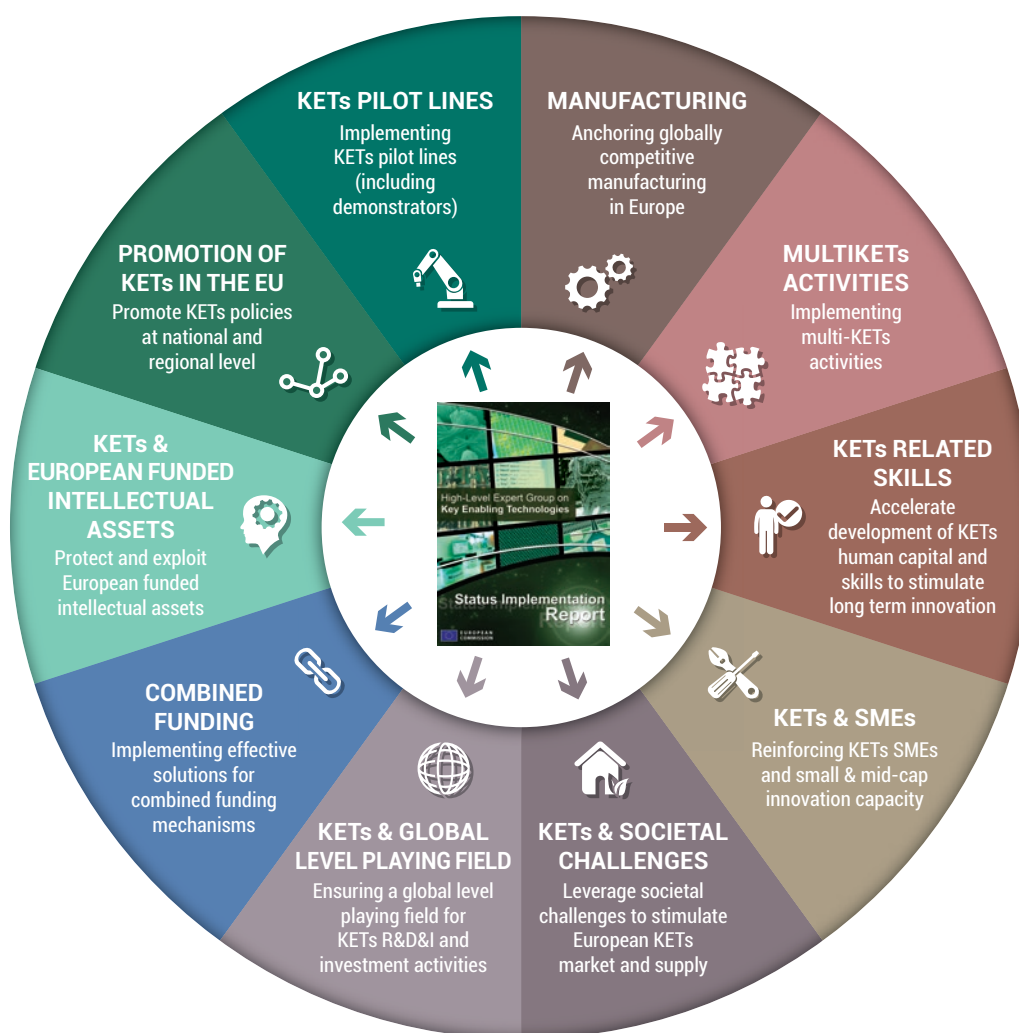 KETs PILOT LINES
Implementing
KETs pilot lines
(including
demonstrators)
MANUFACTURING
Anchoring globally
competitive
manufacturing
in Europe
MULTIKETs
ACTIVITIES
Implementing
multi-KETs
activities
KETs RELATED
SKILLS
Accelerate
development of KETs
human capital and
skills to stimulate
long term innovation
KETs & SMEs
Reinforcing KETs SMEs
and small & mid-cap
innovation capacity
KETs & SOCIETAL
CHALLENGES
Leverage societal
challenges to stimulate
European KETs
market and supply
KETs & GLOBAL
LEVEL PLAYING FIELD
Ensuring a global level
playing field for
KETs R&D&I and
investment activities
COMBINED
FUNDING
Implementing effective
solutions for
combined funding
mechanisms
KETs &
EUROPEAN FUNDED
INTELLECTUAL
ASSETS
Protect and exploit
European funded
intellectual assets
PROMOTION OF
KETs IN THE EU
Promote KETs policies
at national and
regional level
High-Level Expert Group on
Key Enabling Technologies
Status Implementation
Report
EUROPEAN
COMMISSION